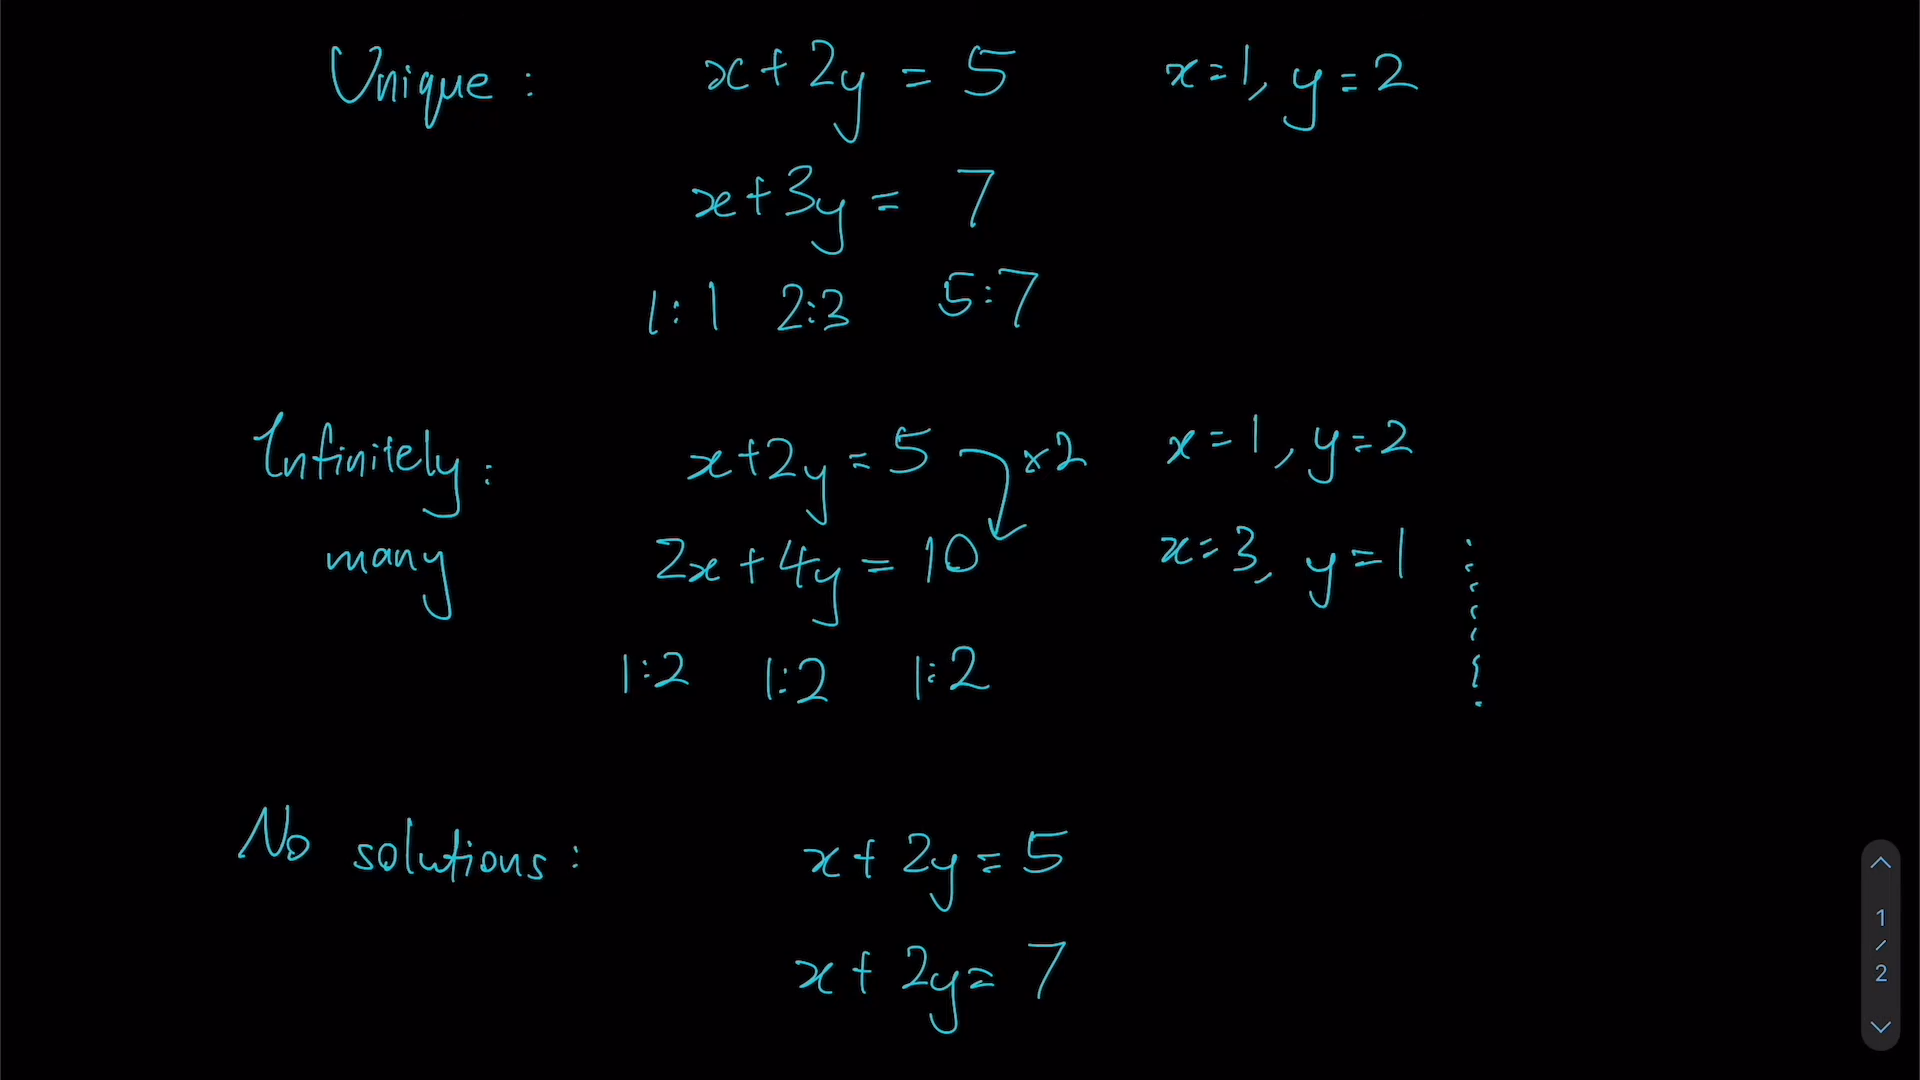 Unique : x + 2y = 5 x = 1, y = 2
x + 3y = 7
1 : 1 2 : 3 5 : 7
Infinitely : x + 2y = 5 × 2 x = 1, y = 2
many 2x + 4y = 10 x = 3, y = 1
1 : 2 1 : 2 1 : 2
No solutions : x + 2y = 5
x + 2y = 7
1
/
2